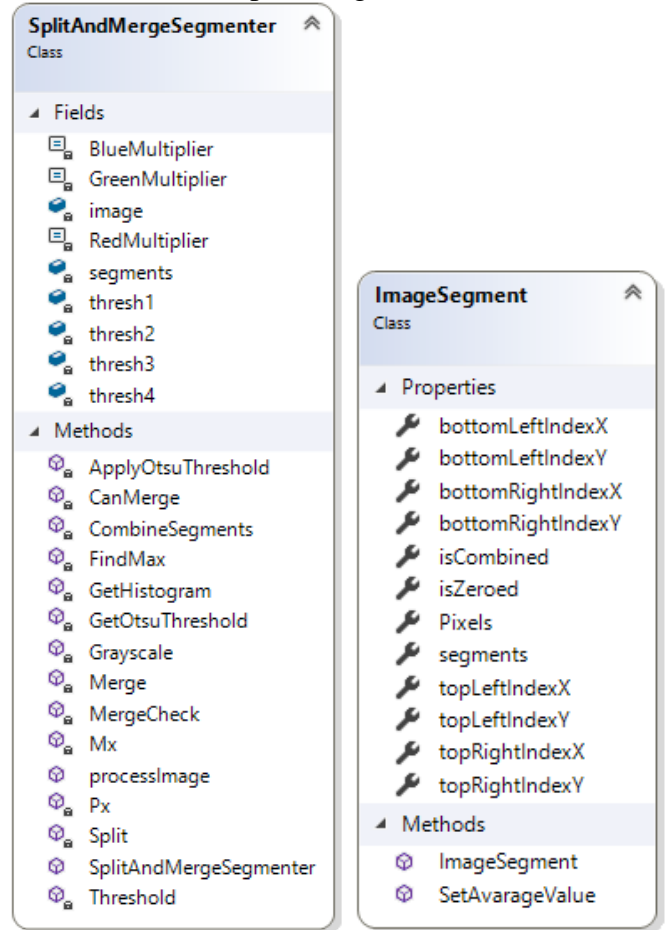 SplitAndMergeSegmenter
Class
Fields
BlueMultiplier
GreenMultiplier
image
RedMultiplier
segments
thresh1
thresh2
thresh3
thresh4
Methods
ApplyOtsuThreshold
CanMerge
CombineSegments
FindMax
GetHistogram
GetOtsuThreshold
Grayscale
Merge
MergeCheck
Mx
processImage
Px
Split
SplitAndMergeSegmenter
Threshold
ImageSegment
Class
Properties
bottomLeftIndexX
bottomLeftIndexY
bottomRightIndexX
bottomRightIndexY
isCombined
isZeroed
Pixels
segments
topLeftIndexX
topLeftIndexY
topRightIndexX
topRightIndexY
Methods
ImageSegment
SetAvarageValue